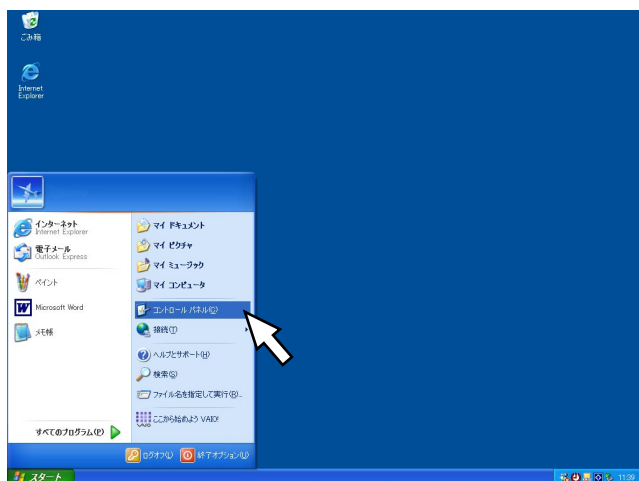 ごみ箱
Internet
Explorer
インターネット
Internet Explorer
電子メール
Outlook Express
ペイント
Microsoft Word
メモ帳
すべてのプログラム(P)
マイ ドキュメント
マイ ピクチャ
マイ ミュージック
マイ コンピュータ
コントロール パネル(C)
接続(T)
ヘルプとサポート(H)
検索(S)
ファイル名を指定して実行(R)...
ここから始めよう VAIO!
ログオフ(L)
終了オプション(U)
スタート
11:39